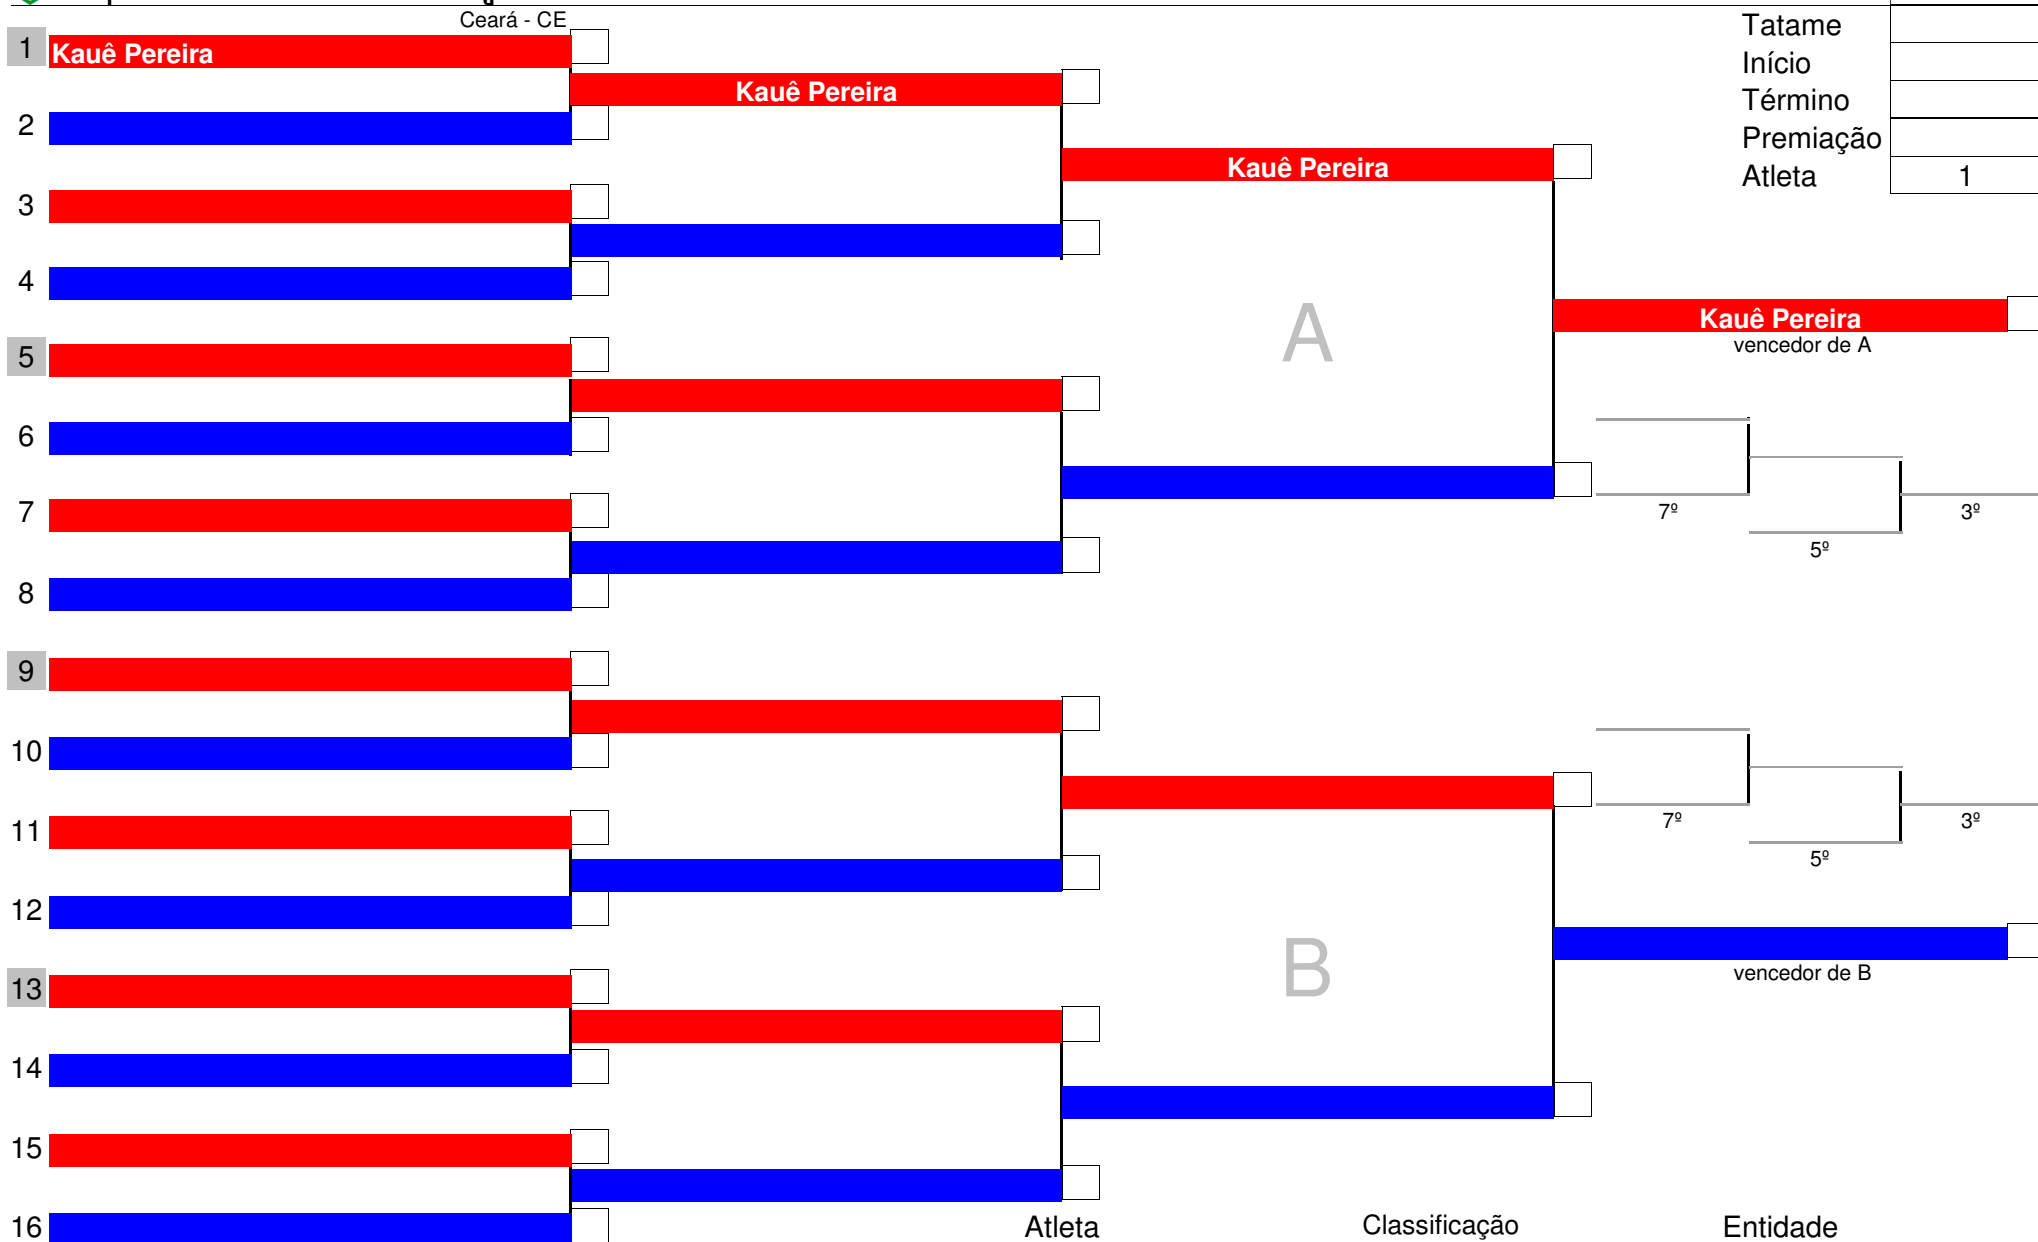 Ceará - CE
Tatame
1 Kauê Pereira
Início
Kauê Pereira
Término
2
Premiação
Kauê Pereira
Atleta 1
3
4
A
Kauê Pereira
vencedor de A
5
6
7
7º 3º
5º
8
9
10
11
7º 3º
5º
12
B
vencedor de B
13
14
15
16
Atleta Classificação Entidade